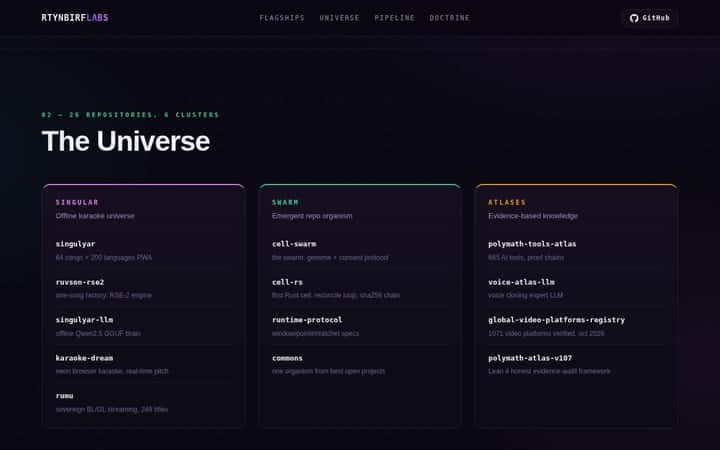 RTYNBIRFLABS
FLAGSHIPS UNIVERSE PIPELINE DOCTRINE
GitHub
02 — 26 REPOSITORIES, 6 CLUSTERS
The Universe
SINGULAR
Offline karaoke universe
singulyar
64 songs × 200 languages PWA
ruvson-rse2
one-song factory, RSE-2 engine
singulyar-llm
offline Qwen2.5 GGUF brain
karaoke-dream
neon browser karaoke, real-time pitch
rumu
sovereign BL/GL streaming, 248 titles
SWARM
Emergent repo organism
cell-swarm
the swarm: genome + consent protocol
cell-rs
first Rust cell: reconcile loop, sha256 chain
runtime-protocol
window/pointer/ratchet specs
commons
one organism from best open projects
ATLASES
Evidence-based knowledge
polymath-tools-atlas
665 AI tools, proof chains
voice-atlas-llm
voice cloning expert LLM
global-video-platforms-registry
1071 video platforms verified, oct 2026
polymath-atlas-v107
Lean 4 honest evidence-audit framework